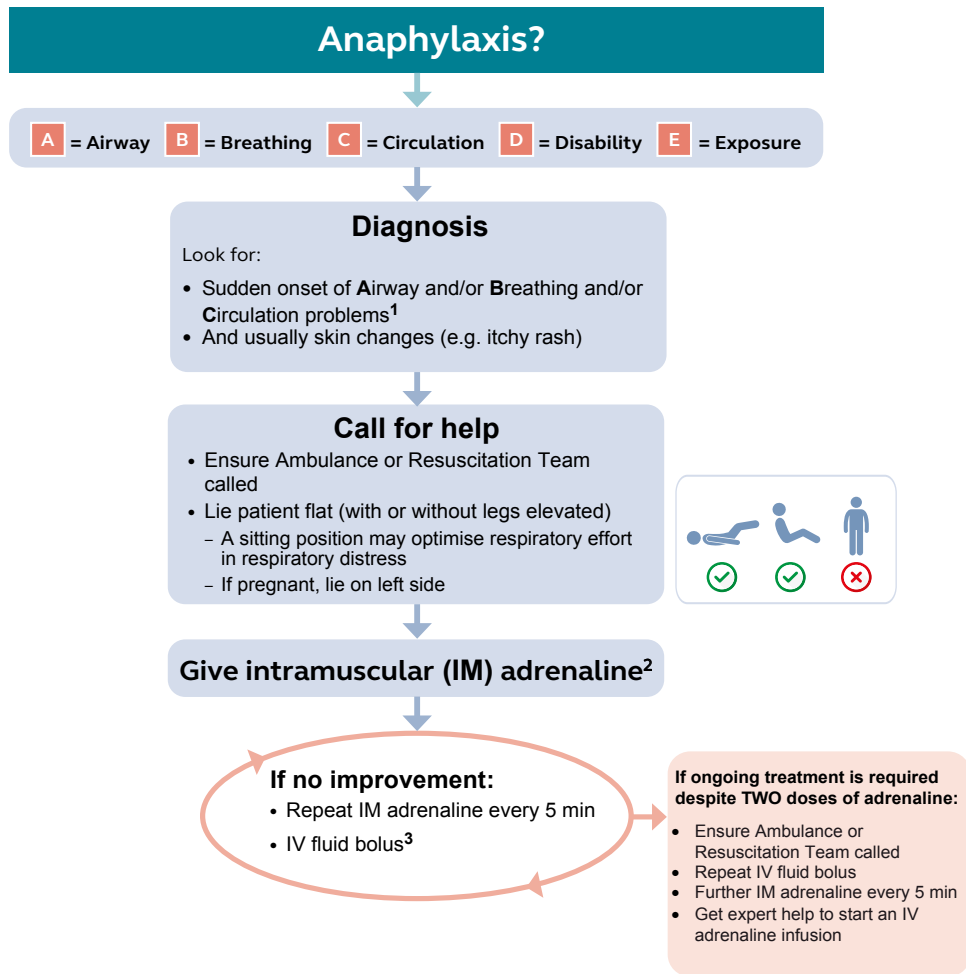 Anaphylaxis?
A = Airway B = Breathing C = Circulation D = Disability E = Exposure
Diagnosis
Look for:
• Sudden onset of Airway and/or Breathing and/or
Circulation problems¹
• And usually skin changes (e.g. itchy rash)
Call for help
• Ensure Ambulance or Resuscitation Team
called
• Lie patient flat (with or without legs elevated)
– A sitting position may optimise respiratory effort
in respiratory distress
– If pregnant, lie on left side
Give intramuscular (IM) adrenaline²
If no improvement:
• Repeat IM adrenaline every 5 min
• IV fluid bolus³
If ongoing treatment is required
despite TWO doses of adrenaline:
• Ensure Ambulance or
Resuscitation Team called
• Repeat IV fluid bolus
• Further IM adrenaline every 5 min
• Get expert help to start an IV
adrenaline infusion